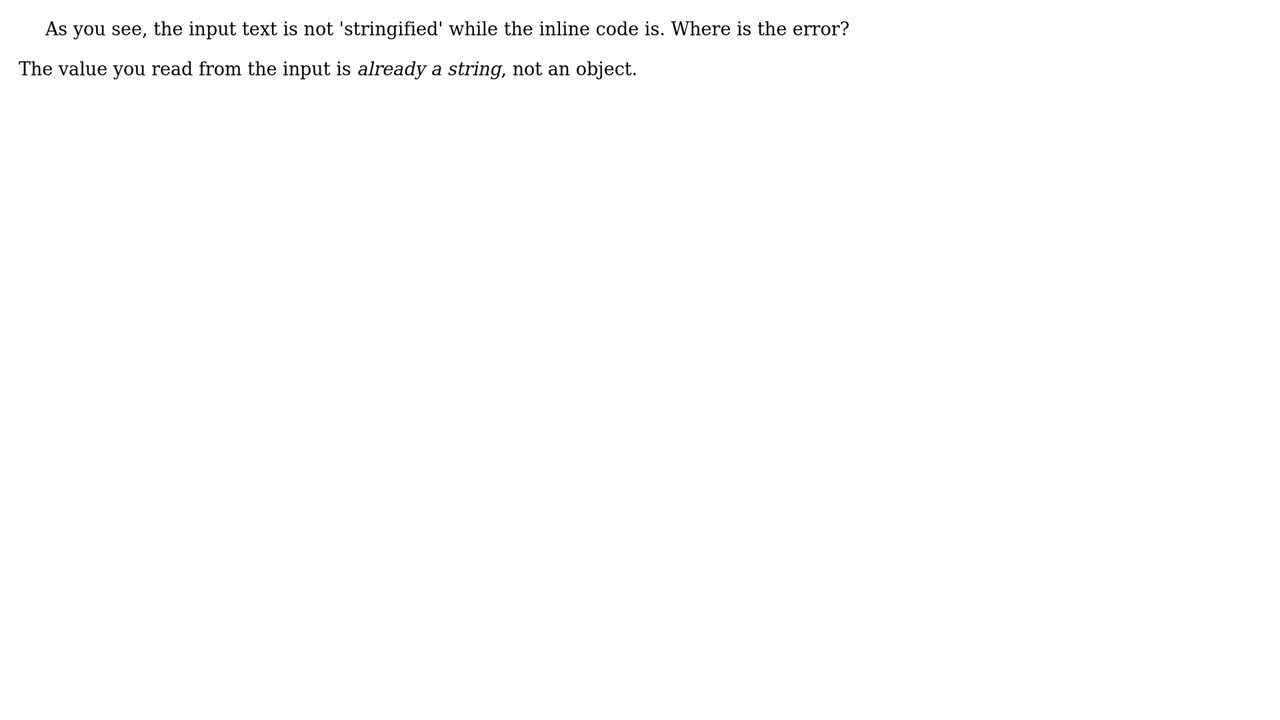 As you see, the input text is not 'stringified' while the inline code is. Where is the error?
The value you read from the input is already a string, not an object.